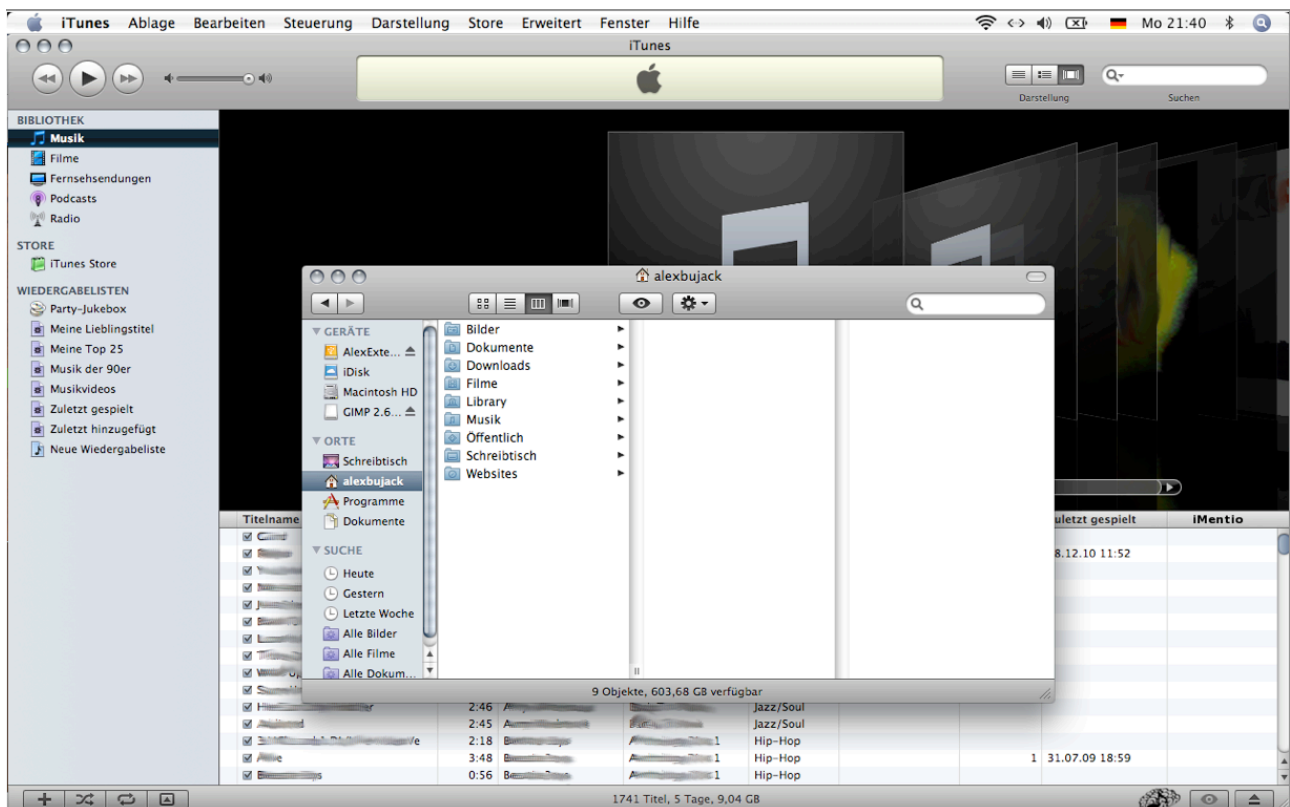 iTunes Ablage Bearbeiten Steuerung Darstellung Store Erweitert Fenster Hilfe Mo 21:40
iTunes
Darstellung Suchen
BIBLIOTHEK
Musik
Filme
Fernsehsendungen
Podcasts
Radio
STORE
iTunes Store
WIEDERGABELISTEN
Party-Jukebox
Meine Lieblingstitel
Meine Top 25
Musik der 90er
Musikvideos
Zuletzt gespielt
Zuletzt hinzugefügt
Neue Wiedergabeliste
alexbujack
GERÄTE
AlexExte...
iDisk
Macintosh HD
GIMP 2.6...
ORTE
Schreibtisch
alexbujack
Programme
Dokumente
SUCHE
Heute
Gestern
Letzte Woche
Alle Bilder
Alle Filme
Alle Dokum...
Bilder
Dokumente
Downloads
Filme
Library
Musik
Öffentlich
Schreibtisch
Websites
9 Objekte, 603,68 GB verfügbar
Titelname uletzt gespielt iMentio
8.12.10 11:52
2:46 Jazz/Soul
2:45 Jazz/Soul
2:18 1 Hip-Hop
3:48 1 Hip-Hop 1 31.07.09 18:59
0:56 1 Hip-Hop
1741 Titel, 5 Tage, 9,04 GB